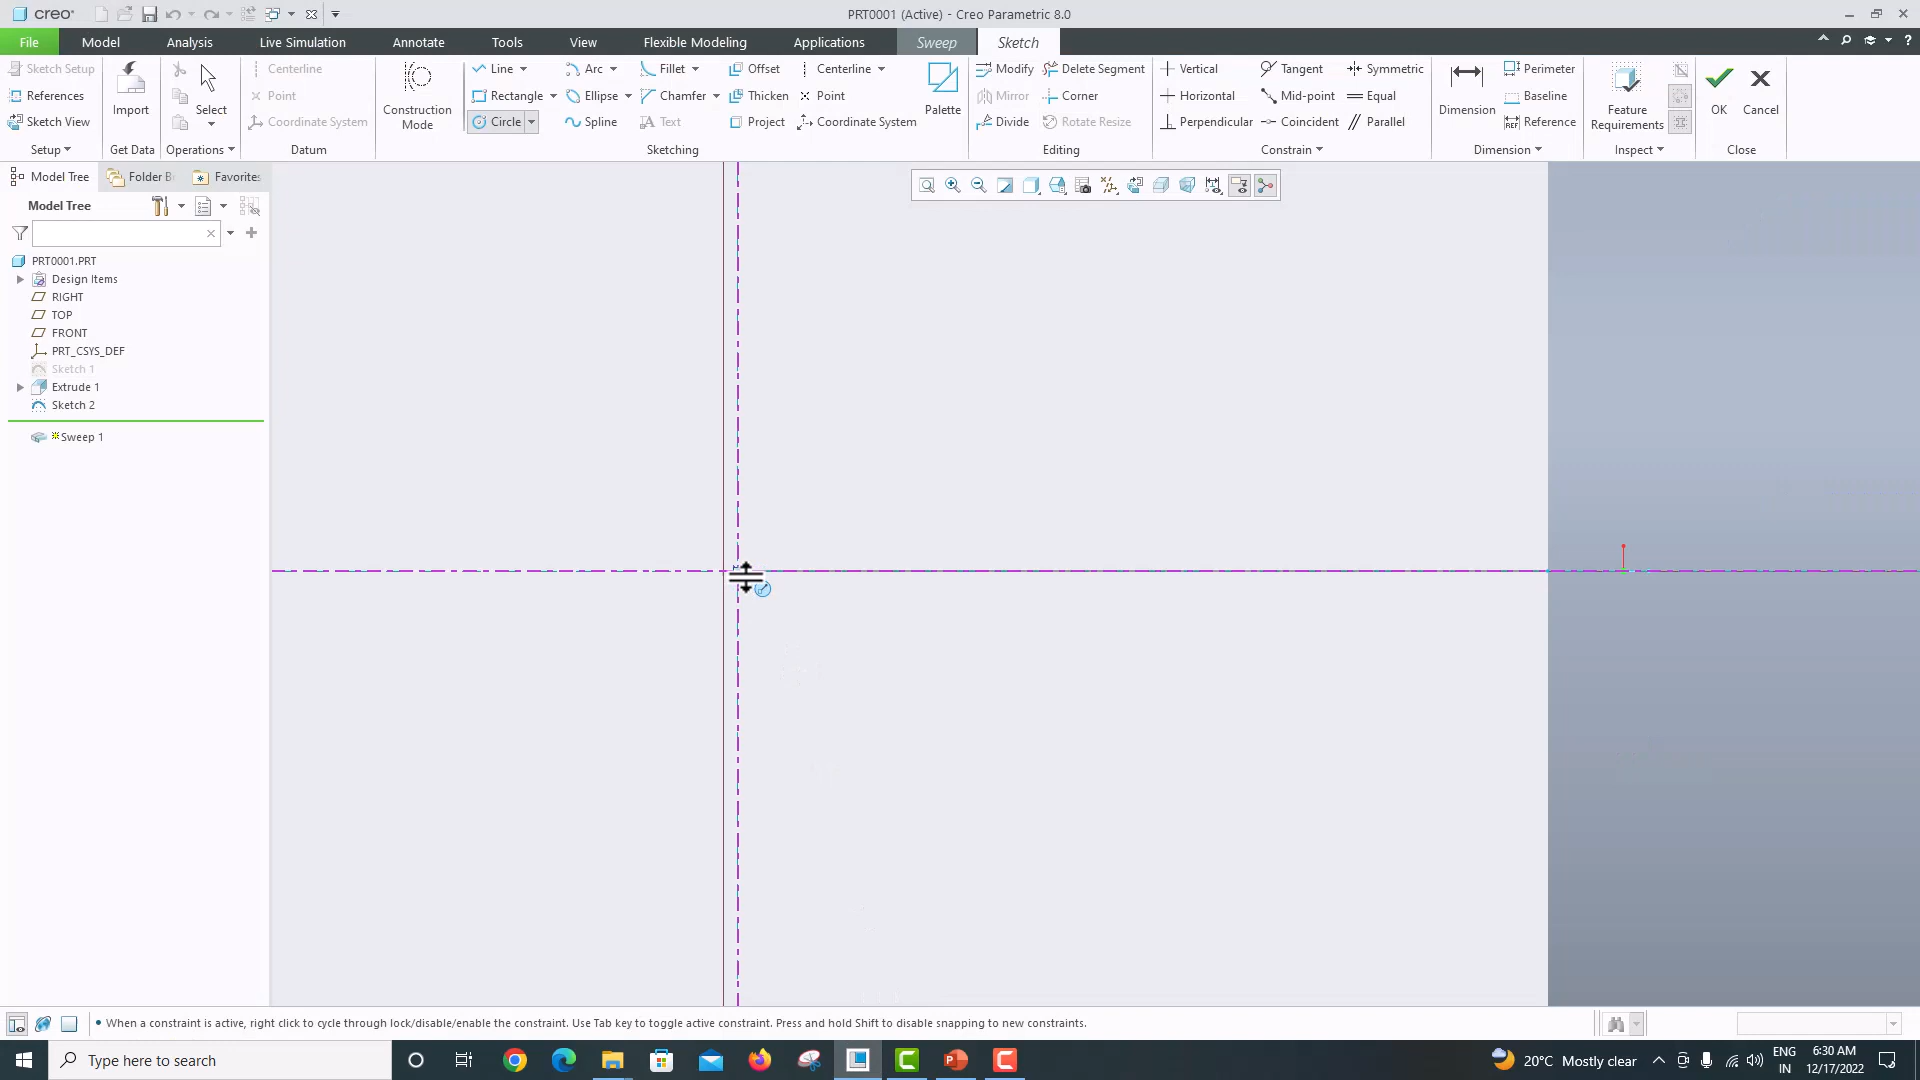 creo°
PRT0001 (Active) - Creo Parametric 8.0
File
Model
Analysis
Live Simulation
Annotate
Tools
View
Flexible Modeling
Applications
Sweep
Sketch
Sketch Setup
References
Sketch View
Setup
Import
Get Data
Select
Operations
Centerline
Point
Coordinate System
Datum
Construction
Mode
Line
Arc
Fillet
Offset
Centerline
Rectangle
Ellipse
Chamfer
Thicken
Point
Circle
Spline
Text
Project
Coordinate System
Palette
Sketching
Modify
Delete Segment
Mirror
Corner
Divide
Rotate Resize
Editing
Vertical
Tangent
Symmetric
Horizontal
Mid-point
Equal
Perpendicular
Coincident
Parallel
Constrain
Dimension
Perimeter
Baseline
REF Reference
Dimension
Feature
Requirements
Inspect
OK
Cancel
Close
Model Tree
Folder B
Favorites
Model Tree
PRT0001.PRT
Design Items
RIGHT
TOP
FRONT
PRT_CSYS_DEF
Sketch 1
Extrude 1
Sketch 2
Sweep 1
• When a constraint is active, right click to cycle through lock/disable/enable the constraint. Use Tab key to toggle active constraint. Press and hold Shift to disable snapping to new constraints.
Type here to search
20°C Mostly clear
ENG
IN
6:30 AM
12/17/2022